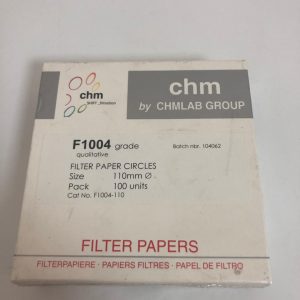 chm
chm
by CHMLAB GROUP
F1004 grade
qualitative
Batch nbr. 104062
FILTER PAPER CIRCLES
Size 110mm Ø
Pack 100 units
Cat No. F1004-110
FILTER PAPERS
FILTERPAPIERE - PAPIERS FILTRES - PAPEL DE FILTRO